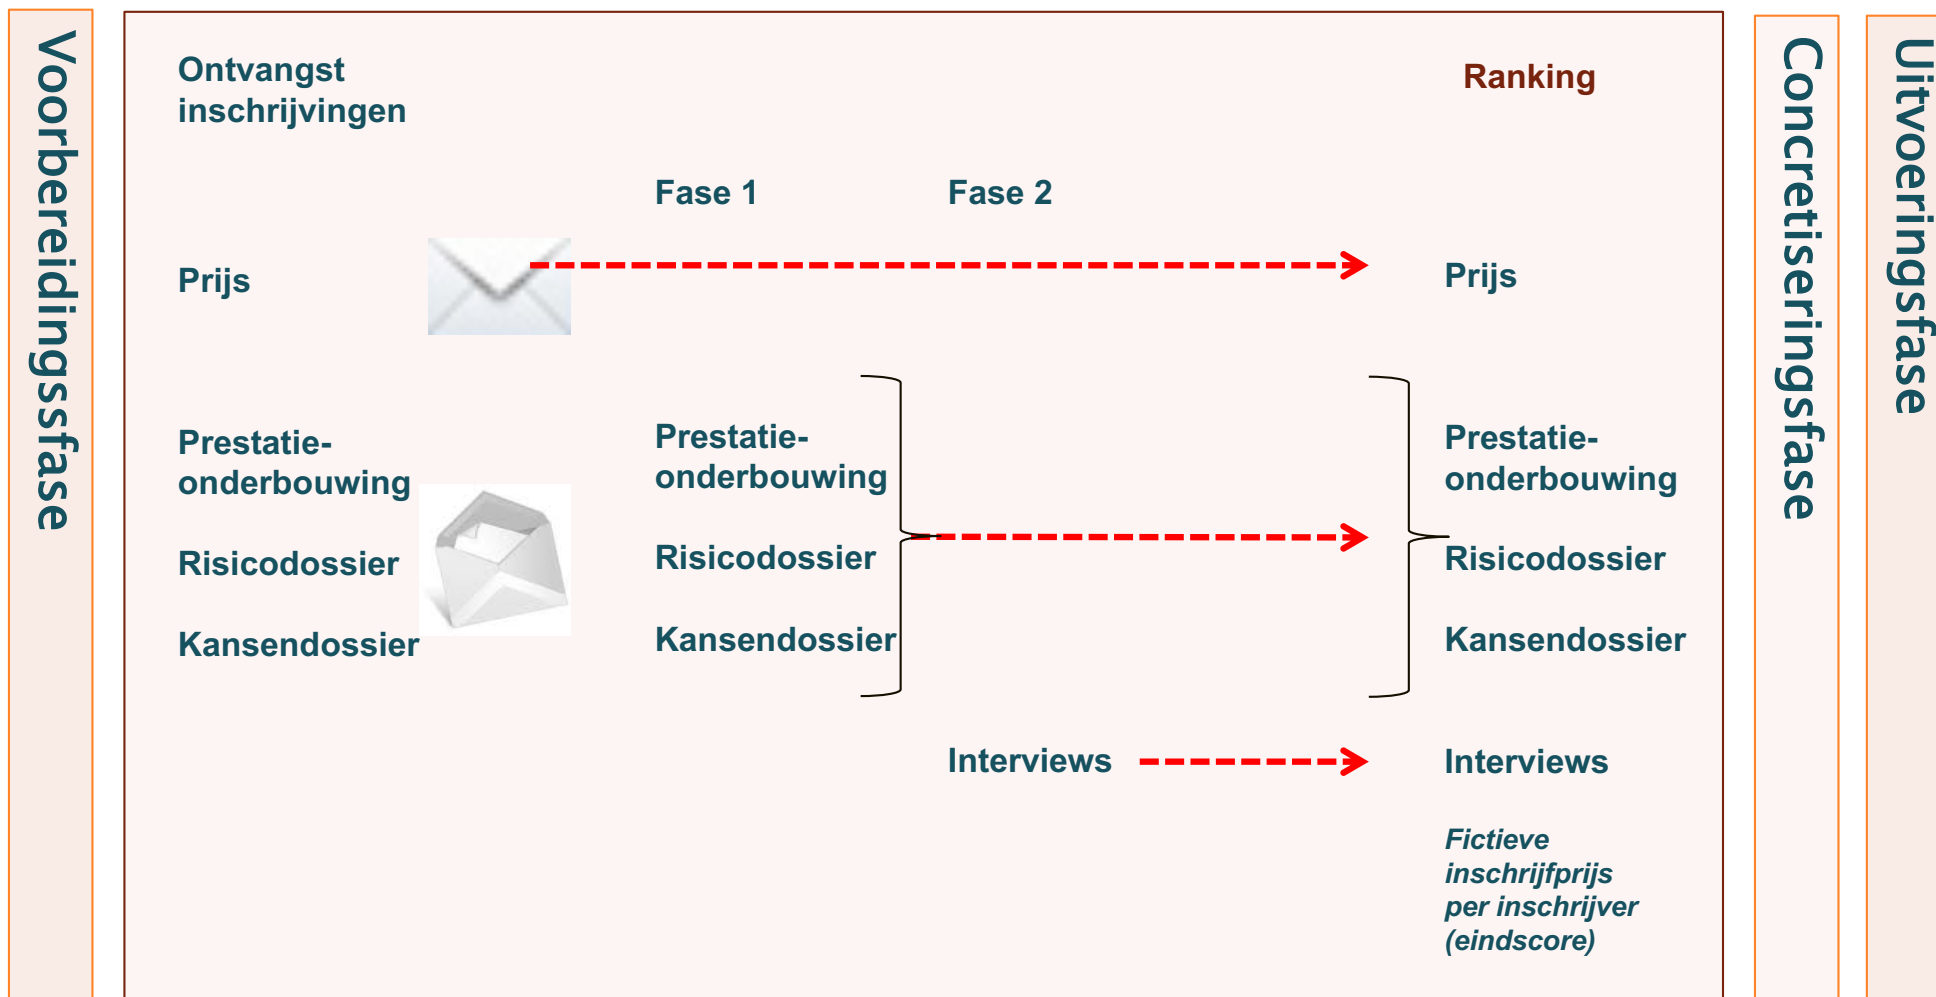 Voorbereidingssfase
Ontvangst
inschrijvingen
Ranking
Fase 1
Fase 2
Prijs
Prijs
Prestatie-
onderbouwing
Risicodossier
Kansendossier
Prestatie-
onderbouwing
Risicodossier
Kansendossier
Prestatie-
onderbouwing
Risicodossier
Kansendossier
Interviews
Interviews
Fictieve
inschrijfprijs
per inschrijver
(eindscore)
Concretiseringsfase
Uitvoeringsfase